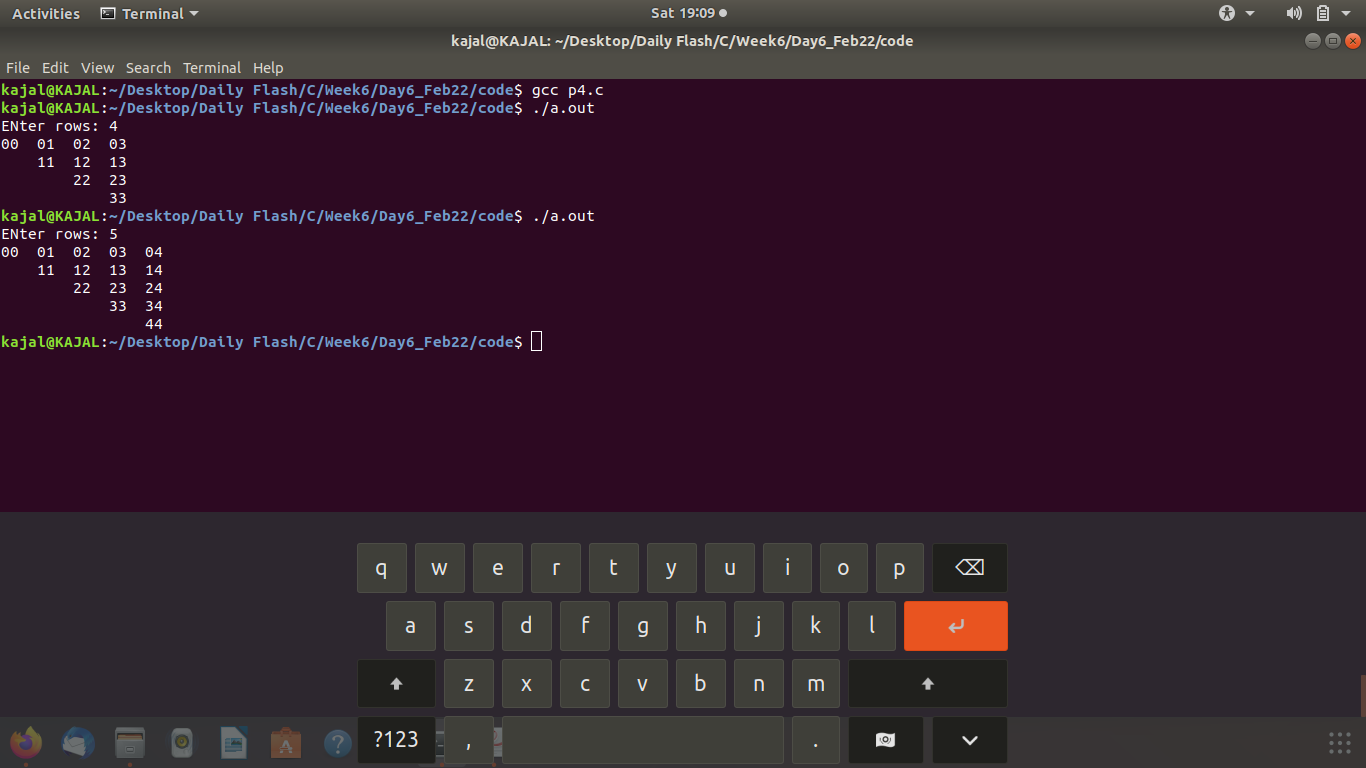 Activities Terminal Sat 19:09
kajal@KAJAL: ~/Desktop/Daily Flash/C/Week6/Day6_Feb22/code
File Edit View Search Terminal Help
kajal@KAJAL:~/Desktop/Daily Flash/C/Week6/Day6_Feb22/code$ gcc p4.c
kajal@KAJAL:~/Desktop/Daily Flash/C/Week6/Day6_Feb22/code$ ./a.out
ENter rows: 4
00  01  02  03
    11  12  13
        22  23
            33
kajal@KAJAL:~/Desktop/Daily Flash/C/Week6/Day6_Feb22/code$ ./a.out
ENter rows: 5
00  01  02  03  04
    11  12  13  14
        22  23  24
            33  34
                44
kajal@KAJAL:~/Desktop/Daily Flash/C/Week6/Day6_Feb22/code$
q w e r t y u i o p
a s d f g h j k l
z x c v b n m
?123 , .